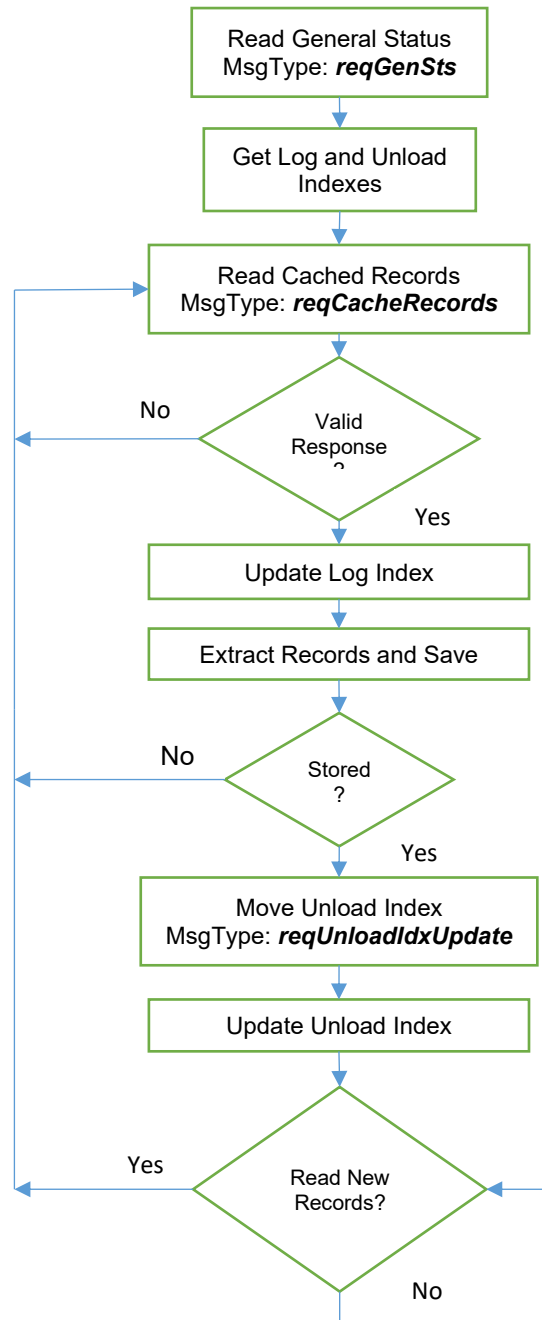 Read General Status
MsgType: reqGenSts
Get Log and Unload
Indexes
Read Cached Records
MsgType: reqCacheRecords
Valid
Response
?
No
Yes
Update Log Index
Extract Records and Save
Stored
?
No
Yes
Move Unload Index
MsgType: reqUnloadIdxUpdate
Update Unload Index
Read New
Records?
Yes
No